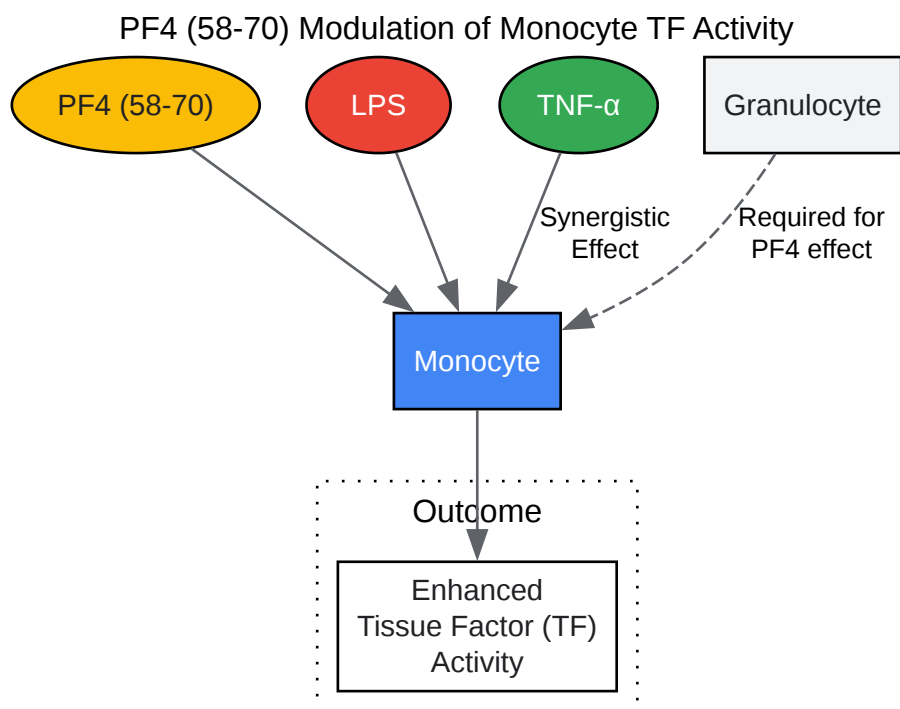 PF4 (58-70) Modulation of Monocyte TF Activity
PF4 (58-70)
LPS
TNF-α
Granulocyte
Synergistic
Effect
Required for
PF4 effect
Monocyte
Outcome
Enhanced
Tissue Factor (TF)
Activity